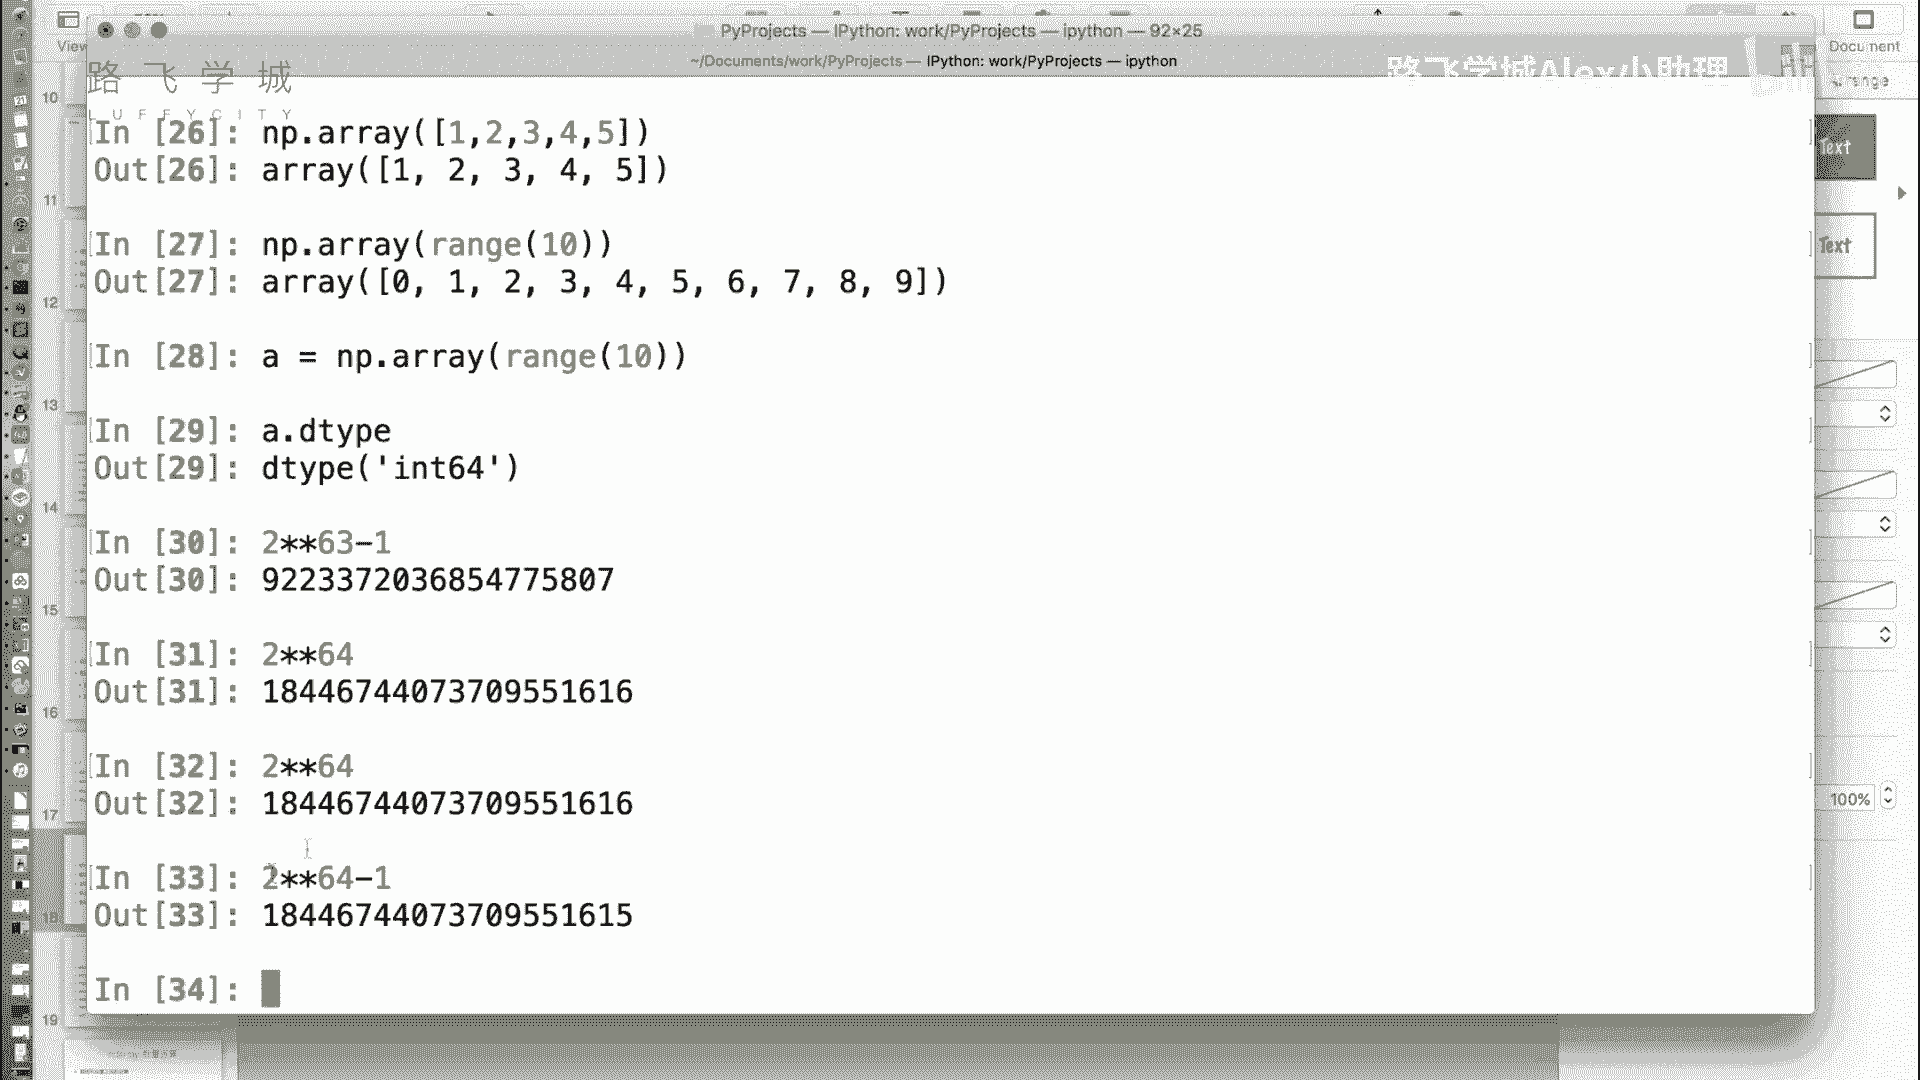 View
PyProjects — IPython: work/PyProjects — ipython — 92×25
~/Documents/work/PyProjects — IPython: work/PyProjects — ipython
Document
路飞学城
LUFFYCITY
路飞学城Alex小助理
In [26]: np.array([1,2,3,4,5])
Out[26]: array([1, 2, 3, 4, 5])
In [27]: np.array(range(10))
Out[27]: array([0, 1, 2, 3, 4, 5, 6, 7, 8, 9])
In [28]: a = np.array(range(10))
In [29]: a.dtype
Out[29]: dtype('int64')
In [30]: 2**63-1
Out[30]: 9223372036854775807
In [31]: 2**64
Out[31]: 18446744073709551616
In [32]: 2**64
Out[32]: 18446744073709551616
In [33]: 2**64-1
Out[33]: 18446744073709551615
In [34]:
10
11
12
13
14
15
16
17
18
19
Text
Text
100%